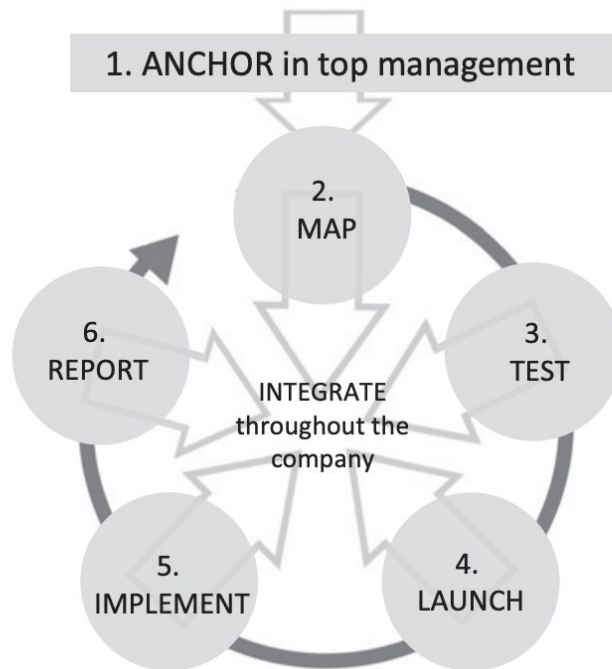 1. ANCHOR in top management
2.
MAP
3.
TEST
4.
LAUNCH
5.
IMPLEMENT
6.
REPORT
INTEGRATE
throughout the
company